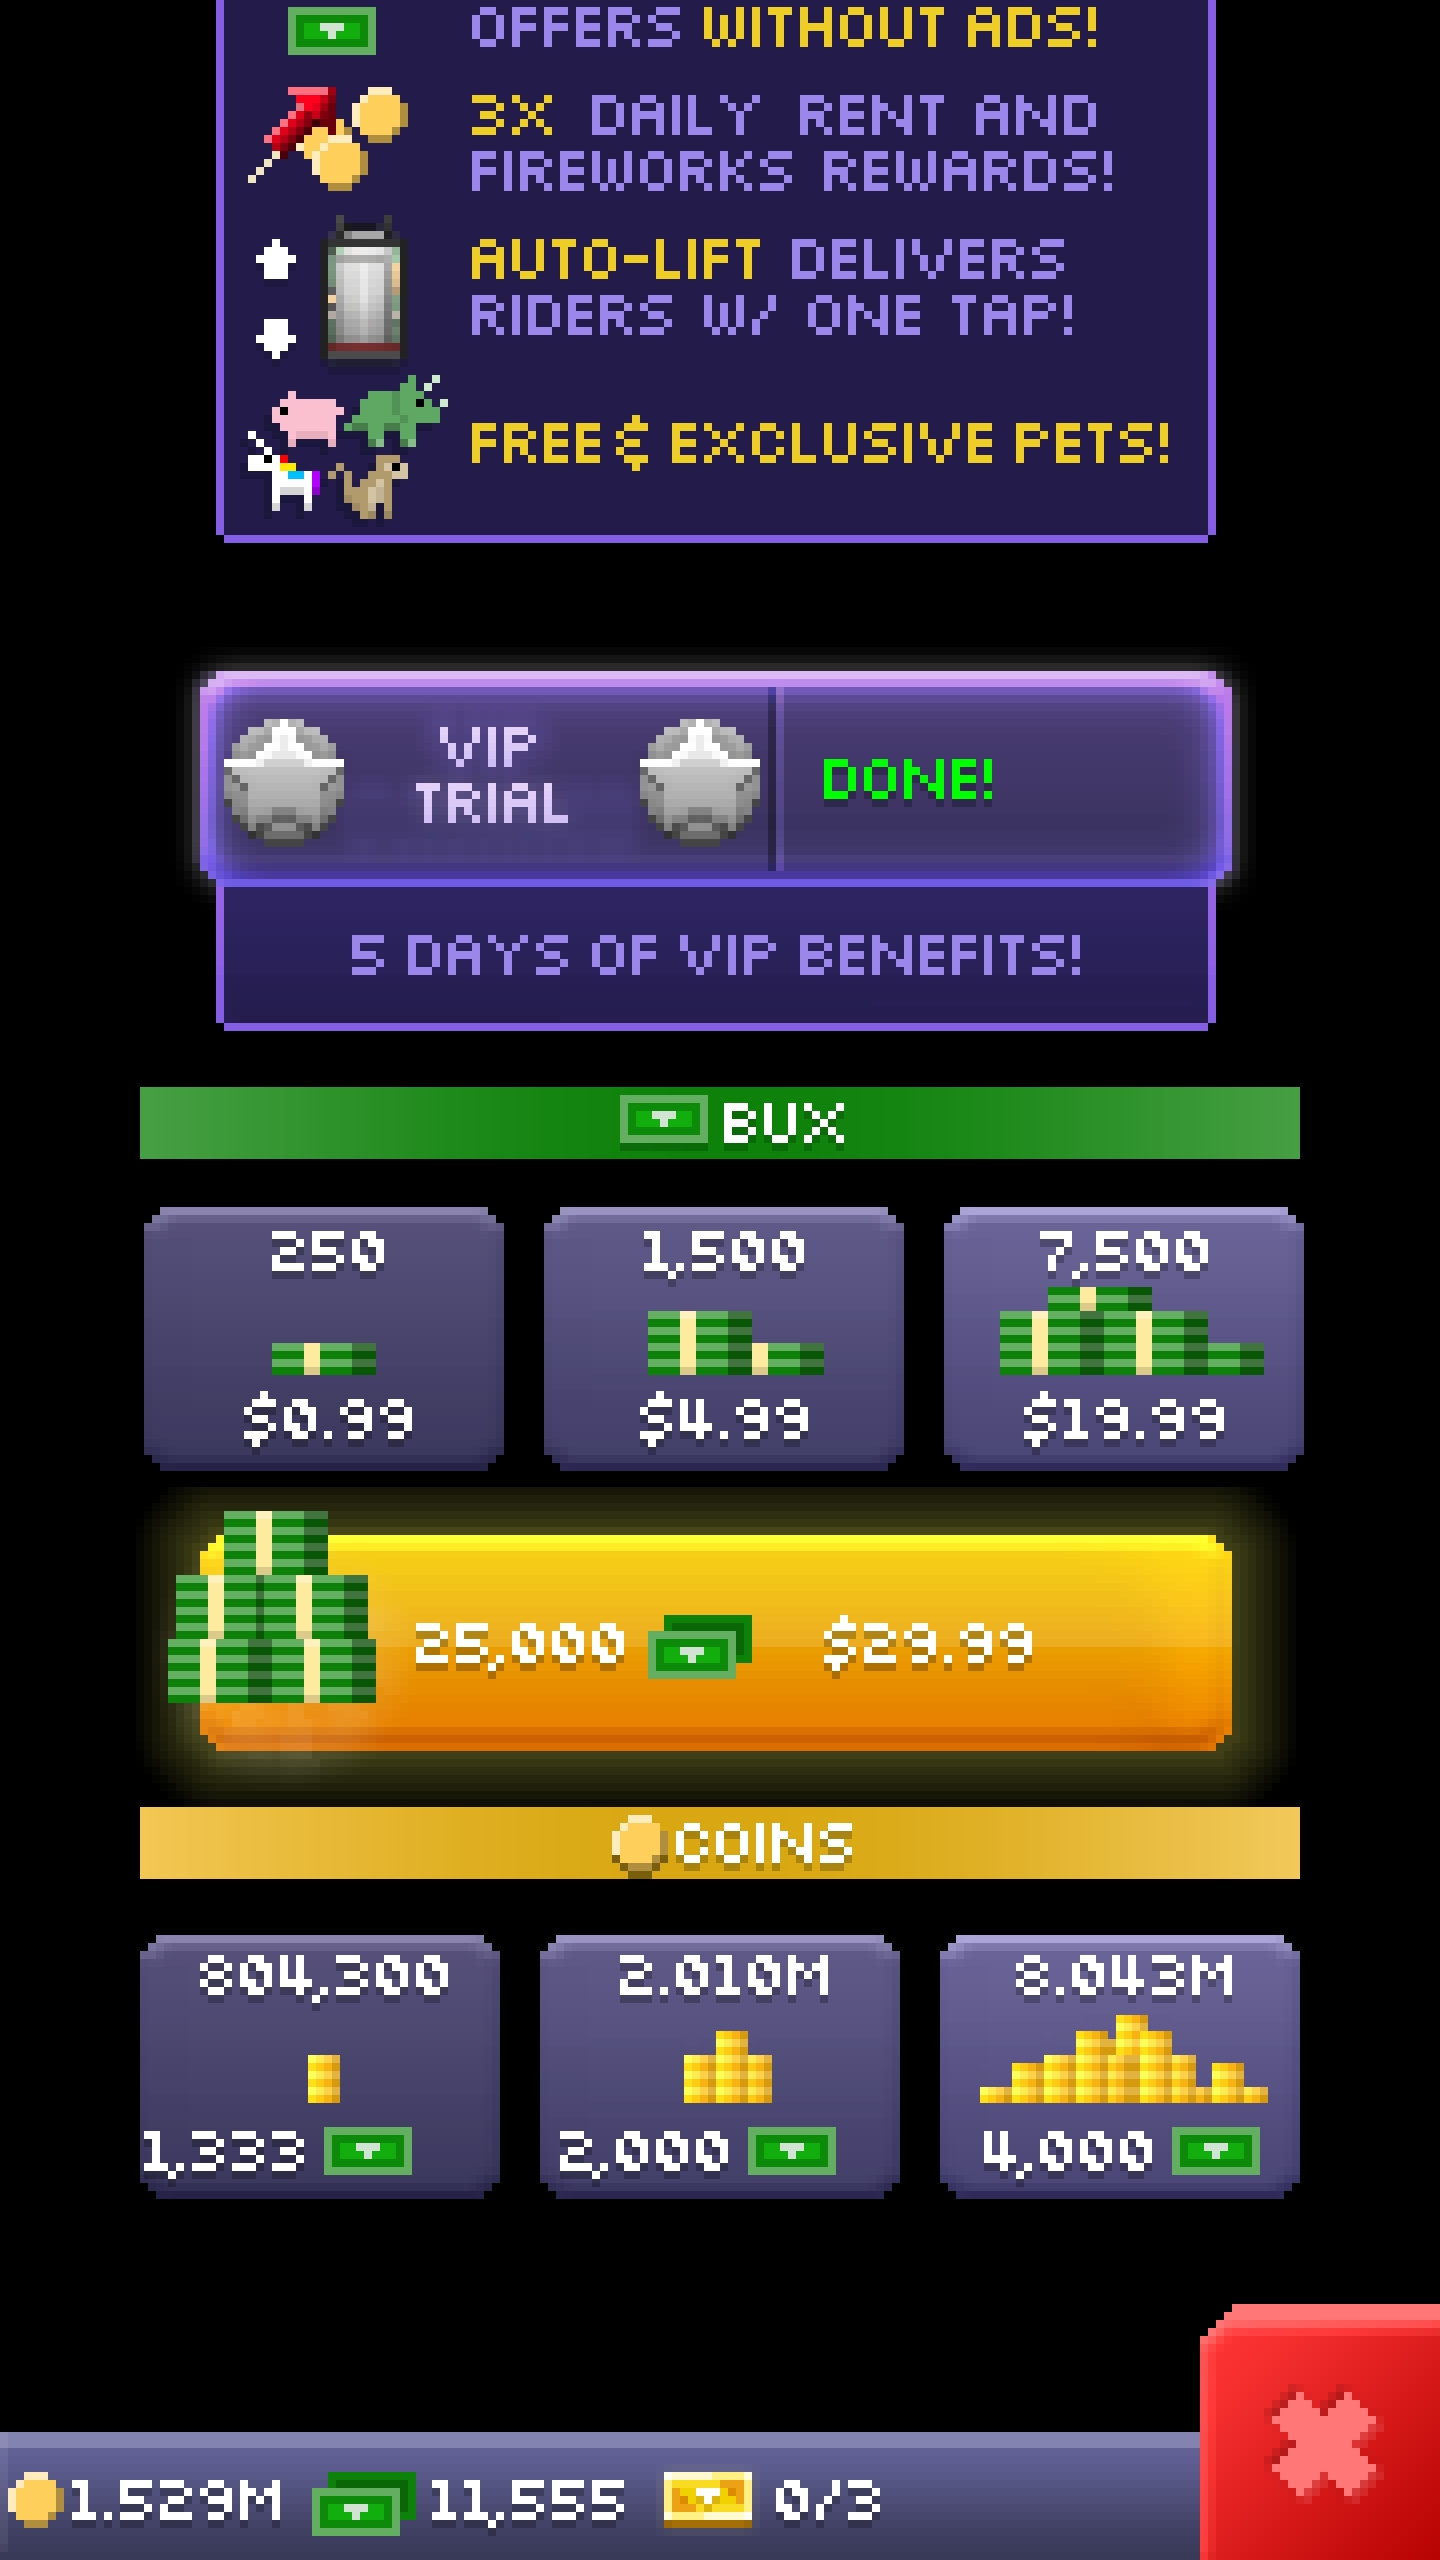 OFFERS WITHOUT ADS!
3X DAILY RENT AND
FIREWORKS REWARDS!
AUTO-LIFT DELIVERS
RIDERS W/ ONE TAP!
FREE & EXCLUSIVE PETS!
VIP
TRIAL
DONE!
5 DAYS OF VIP BENEFITS!
BUX
250
1,500
7,500
$0.99
$4.99
$19.99
25,000
$29.99
COINS
804,300
2.010M
8.043M
1,333
2,000
4,000
1.529M
11,555
0/3